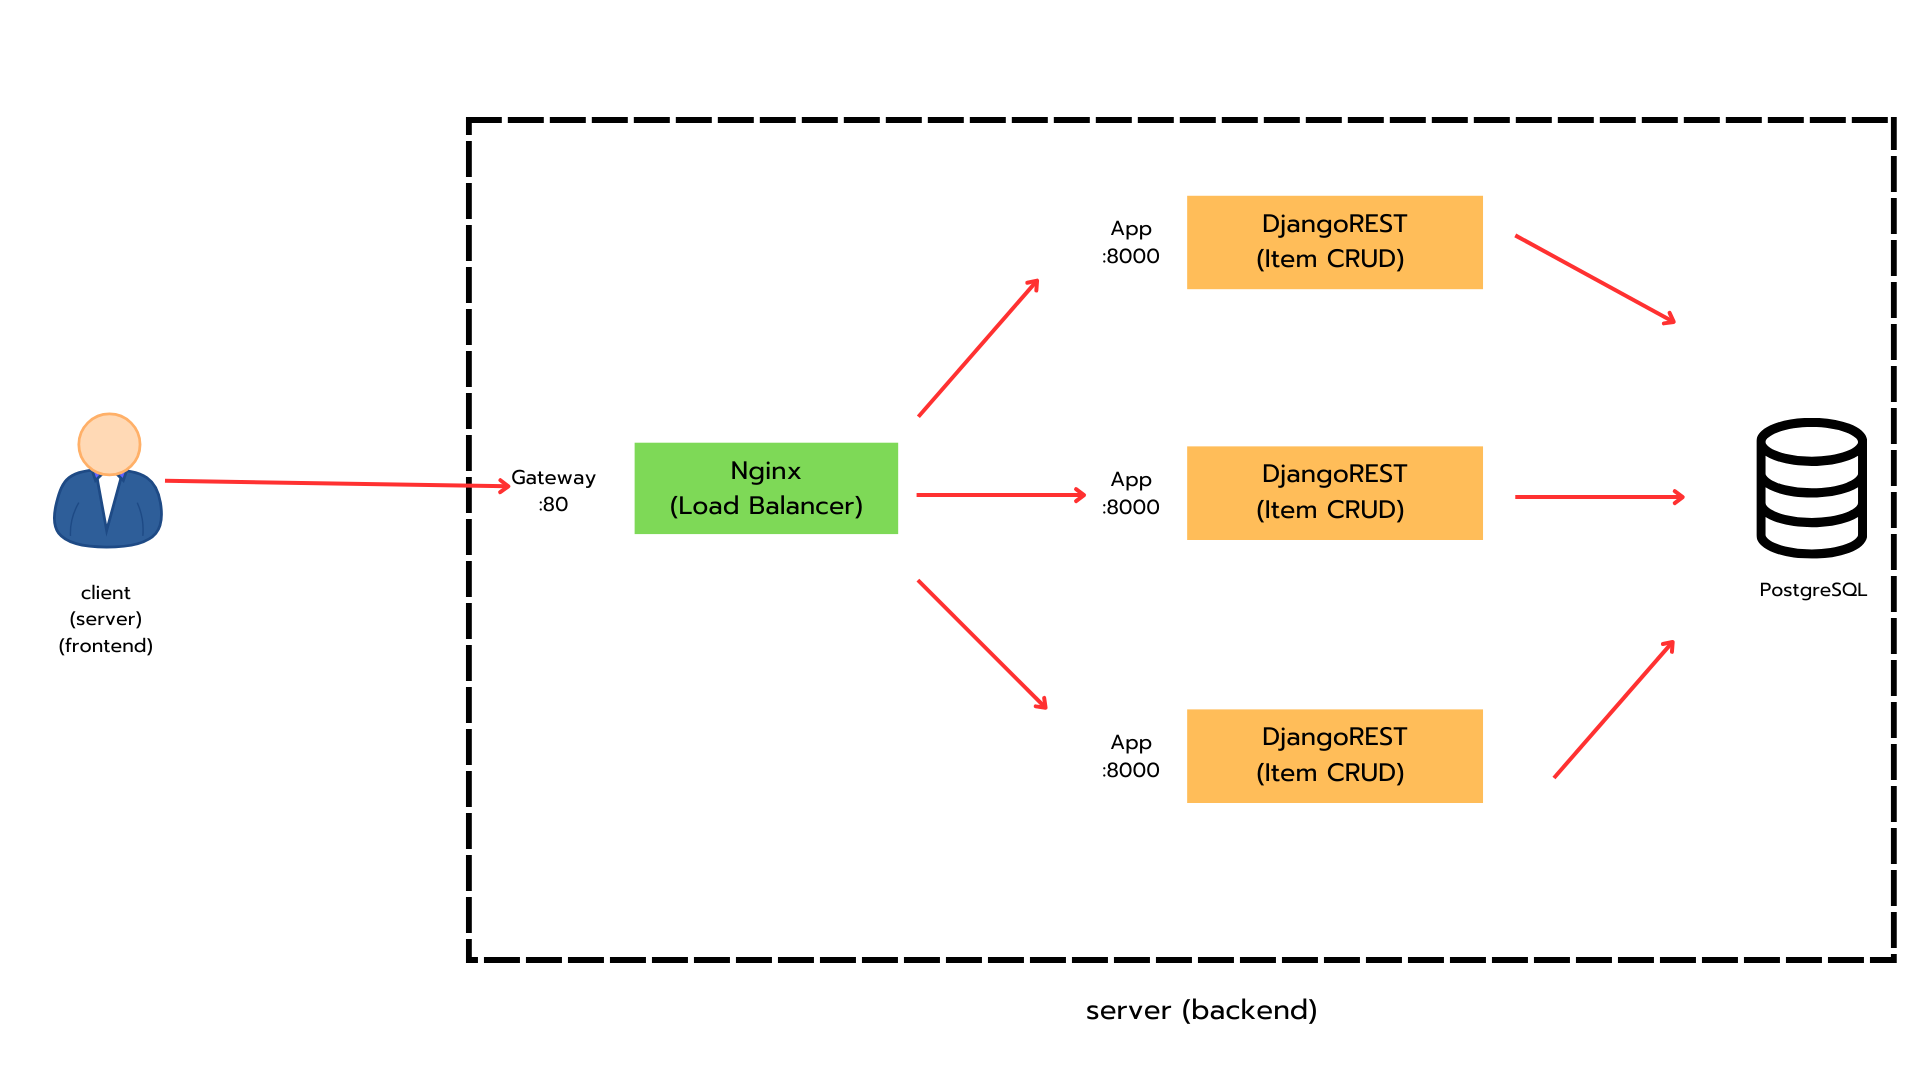 client
(server)
(frontend)
Gateway
:80
Nginx
(Load Balancer)
App
:8000
DjangoREST
(Item CRUD)
App
:8000
DjangoREST
(Item CRUD)
App
:8000
DjangoREST
(Item CRUD)
PostgreSQL
server (backend)